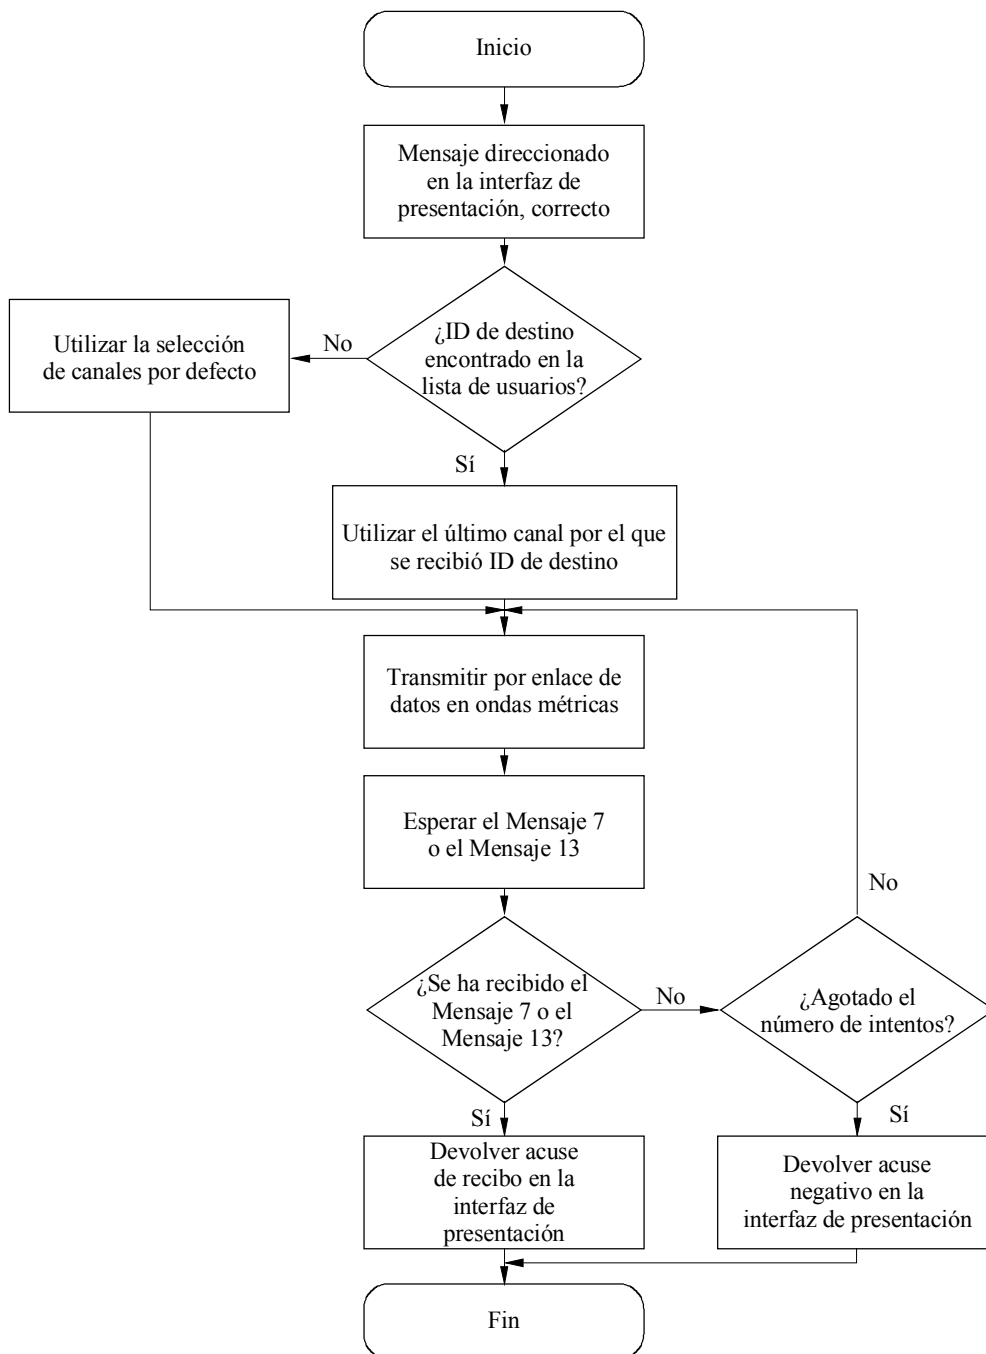 Inicio
Mensaje direccionado
en la interfaz de
presentación, correcto
¿ID de destino
encontrado en la
lista de usuarios?
No
Utilizar la selección
de canales por defecto
Sí
Utilizar el último canal por el que
se recibió ID de destino
Transmitir por enlace de
datos en ondas métricas
Esperar el Mensaje 7
o el Mensaje 13
No
¿Se ha recibido el
Mensaje 7 o el
Mensaje 13?
No
¿Agotado el
número de intentos?
Sí
Sí
Devolver acuse
de recibo en la
interfaz de
presentación
Devolver acuse
negativo en la
interfaz de presentación
Fin